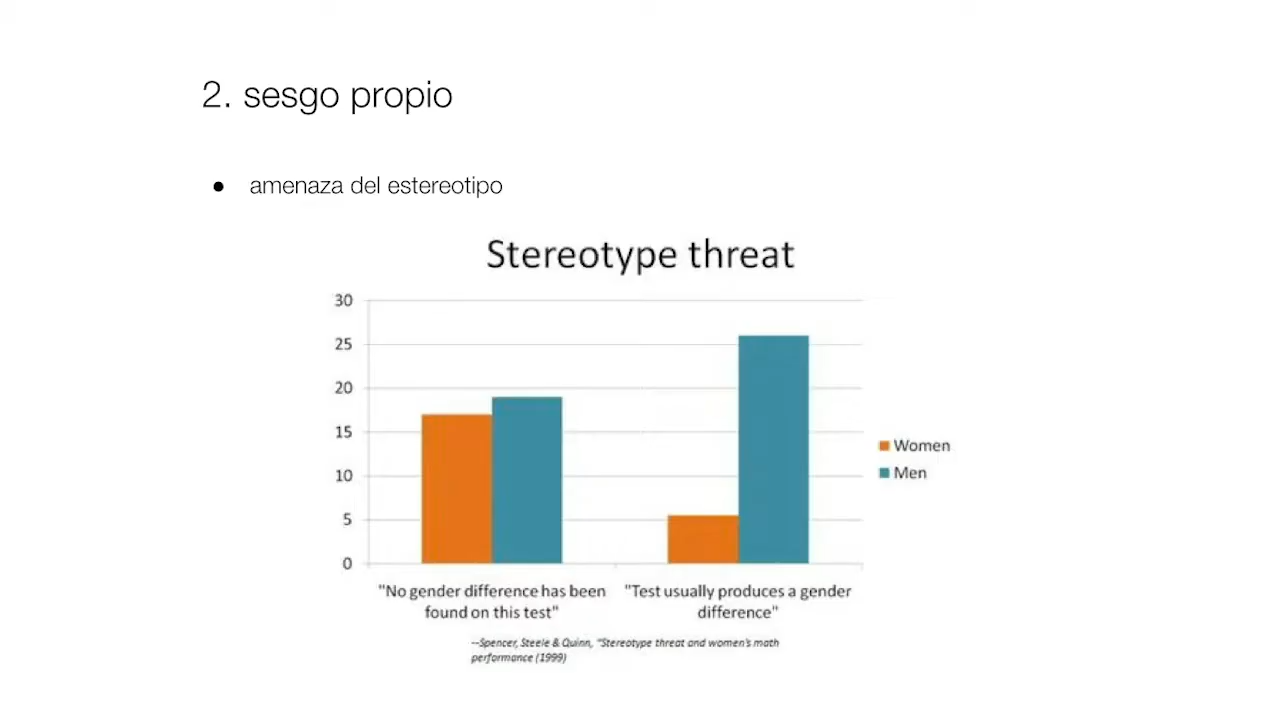 2. sesgo propio
● amenaza del estereotipo
Stereotype threat
30
25
20
15
10
5
0
Women
Men
"No gender difference has been
found on this test"
"Test usually produces a gender
difference"
--Spencer, Steele & Quinn, "Stereotype threat and women's math
performance (1999)